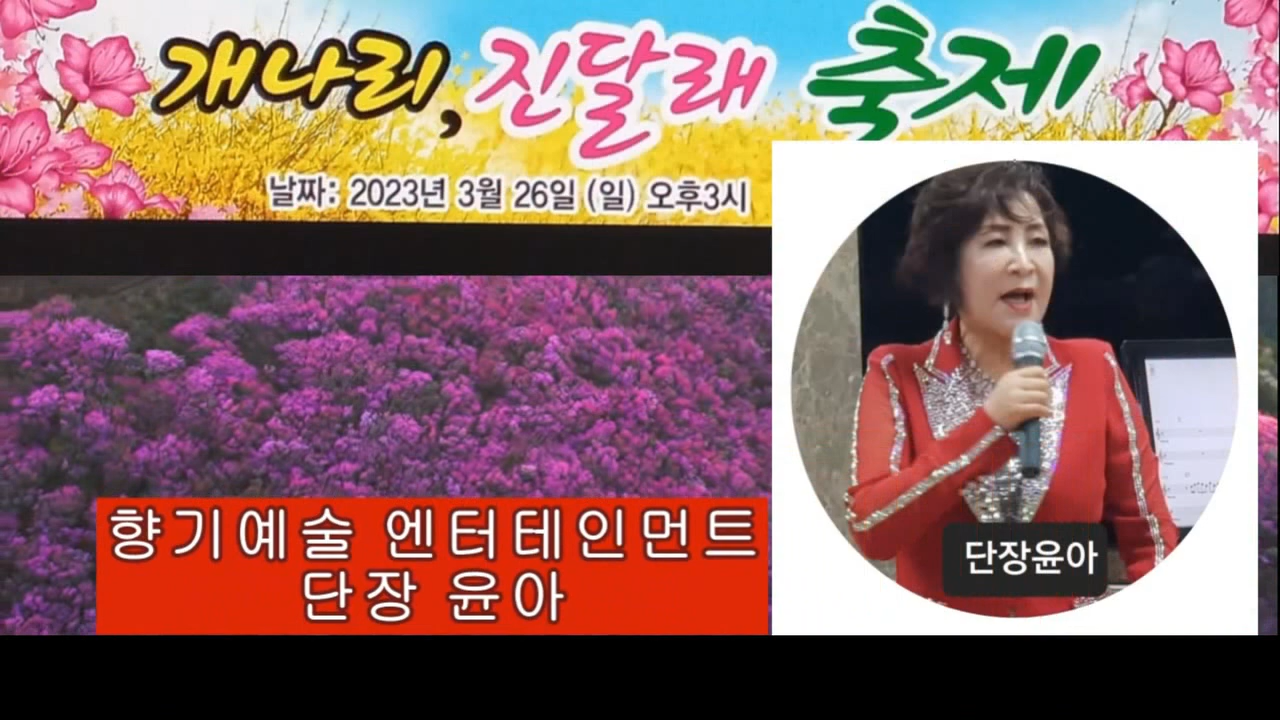 개나리, 진달래 축제
날짜: 2023년 3월 26일 (일) 오후3시
향기예술 엔터테인먼트
단장 윤아
단장윤아